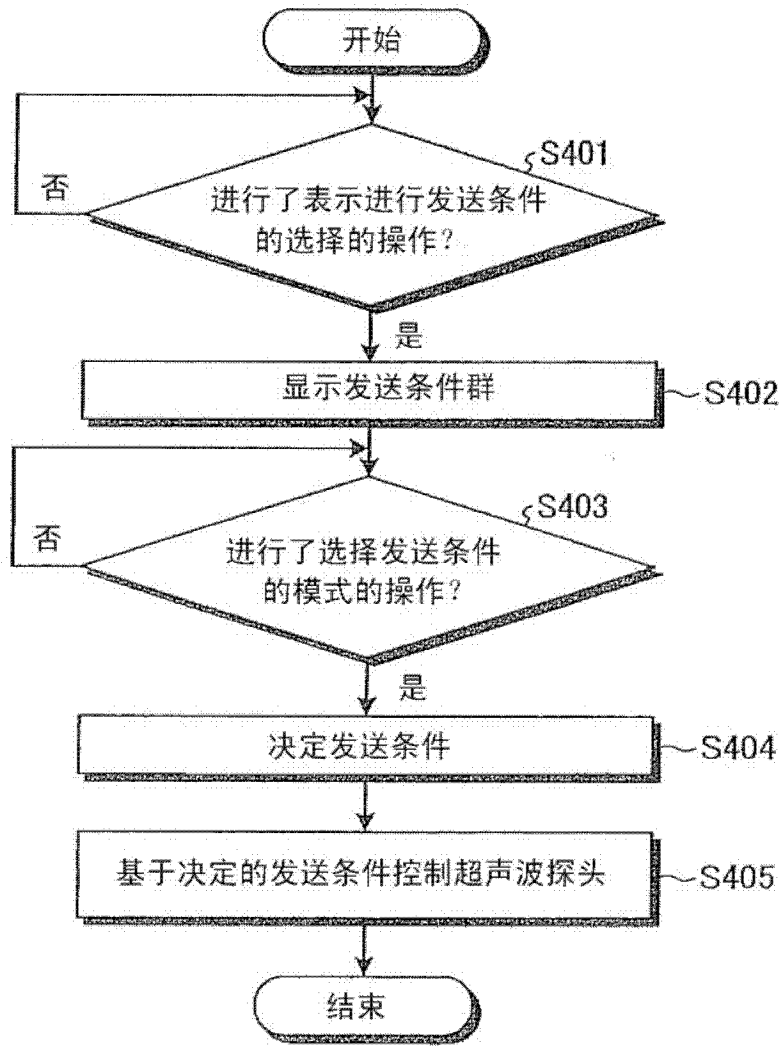 开始
S401
否
进行了表示进行发送条件
的选择的操作?
是
显示发送条件群
S402
S403
否
进行了选择发送条件
的模式的操作?
是
决定发送条件
S404
基于决定的发送条件控制超声波探头
S405
结束